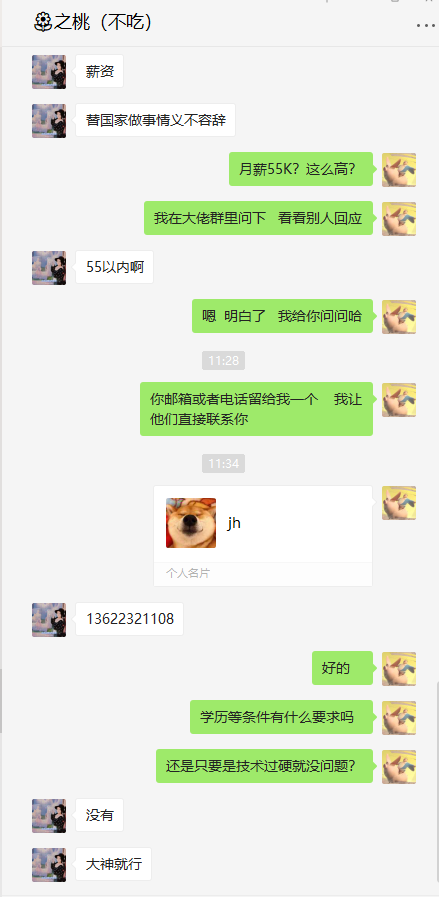 之桃（不吃）
薪资
替国家做事情义不容辞
月薪55K？这么高？
我在大佬群里问下 看看别人回应
55以内啊
嗯 明白了 我给你问问哈
11:28
你邮箱或者电话留给我一个 我让
他们直接联系你
11:34
jh
个人名片
13622321108
好的
学历等条件有什么要求吗
还是只要是技术过硬就没问题？
没有
大神就行